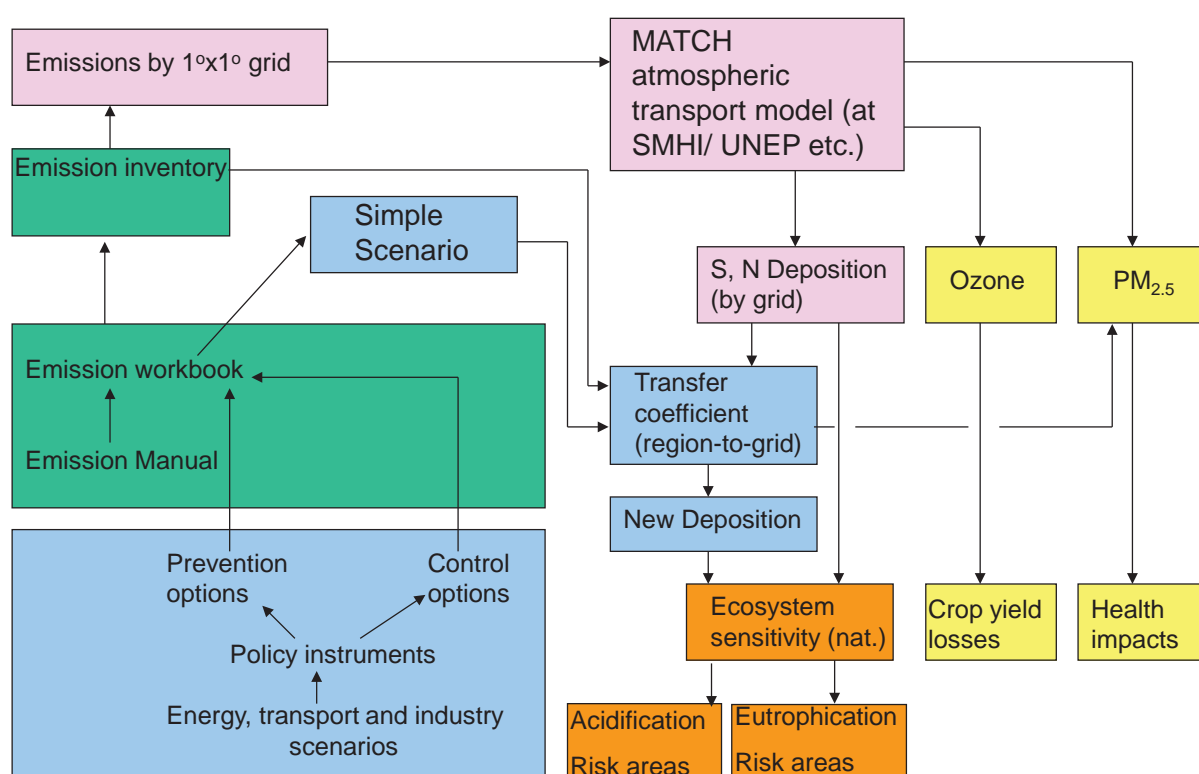 Emissions by 1ºx1º grid
MATCH
atmospheric
transport model (at
SMHI/ UNEP etc.)
Emission inventory
Simple
Scenario
S, N Deposition
(by grid)
Ozone
PM2.5
Emission workbook
Emission Manual
Transfer
coefficient
(region-to-grid)
New Deposition
Prevention
options
Control
options
Policy instruments
Energy, transport and industry
scenarios
Ecosystem
sensitivity (nat.)
Crop yield
losses
Health
impacts
Acidification
Risk areas
Eutrophication
Risk areas